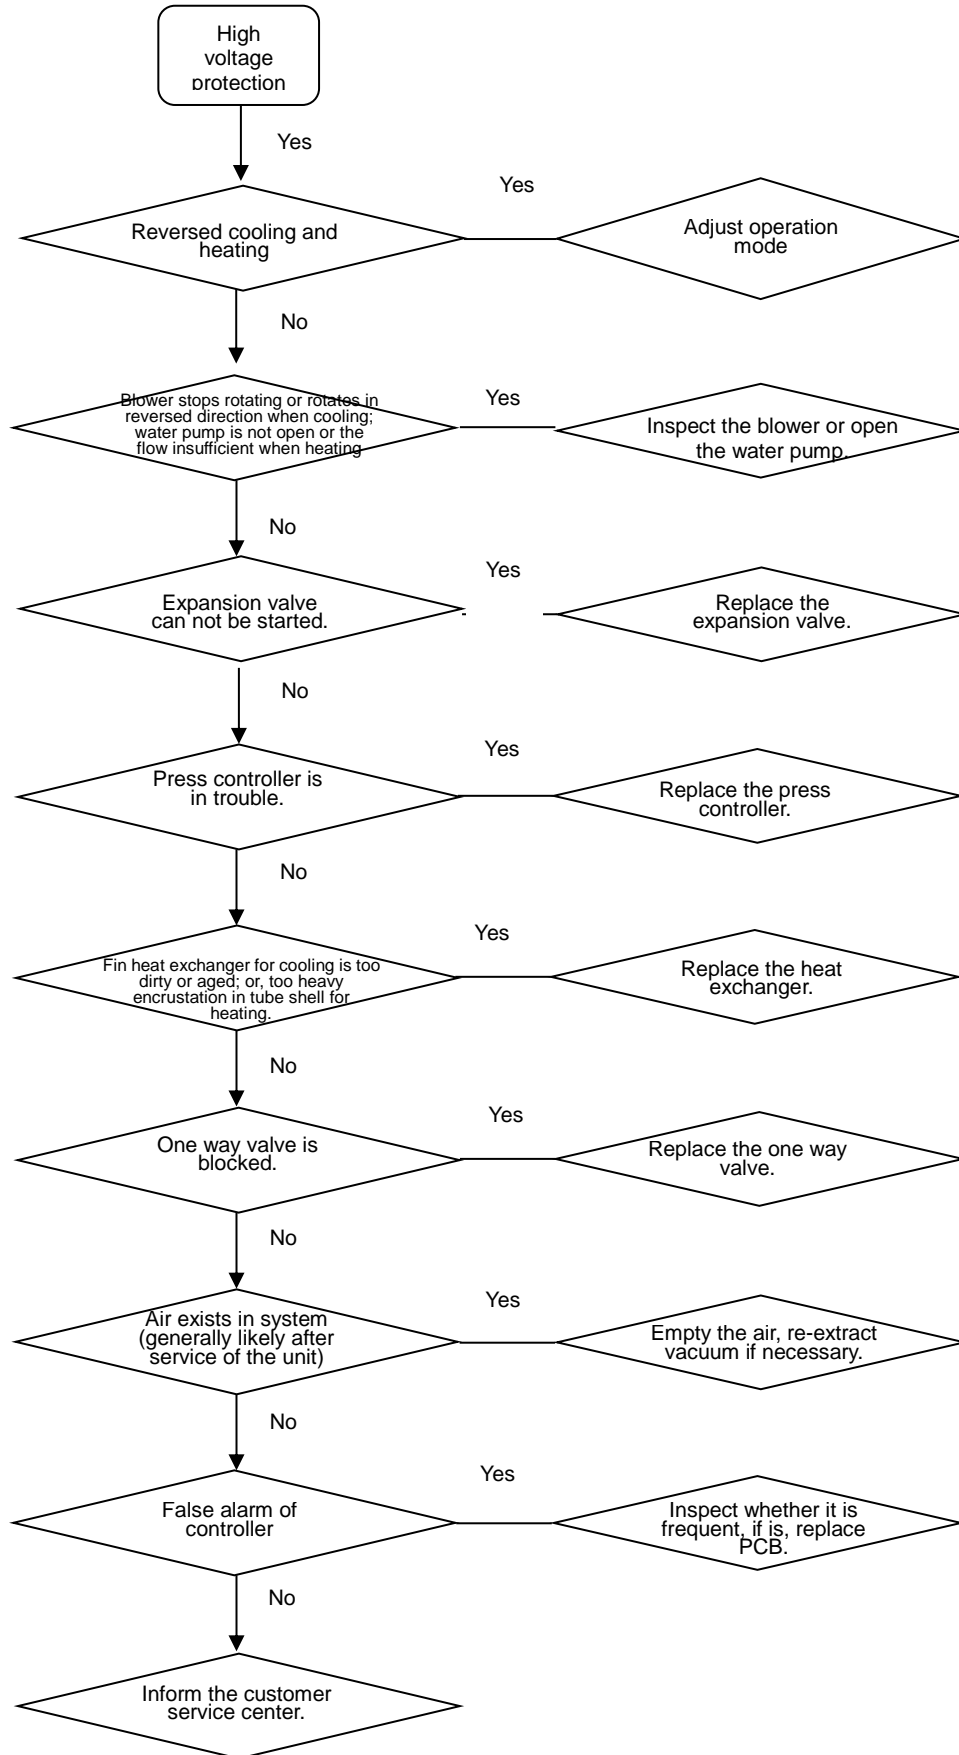 High
voltage
protection
Yes
Yes
Reversed cooling and
heating
Adjust operation
mode
No
Blower stops rotating or rotates in
reversed direction when cooling;
water pump is not open or the
flow insufficient when heating
Yes
Inspect the blower or open
the water pump.
No
Yes
Expansion valve
can not be started.
Replace the
expansion valve.
No
Yes
Press controller is
in trouble.
Replace the press
controller.
No
Yes
Fin heat exchanger for cooling is too
dirty or aged; or, too heavy
encrustation in tube shell for
heating.
Replace the heat
exchanger.
No
Yes
One way valve is
blocked.
Replace the one way
valve.
No
Yes
Air exists in system
(generally likely after
service of the unit)
Empty the air, re-extract
vacuum if necessary.
No
Yes
False alarm of
controller
Inspect whether it is
frequent, if is, replace
PCB.
No
Inform the customer
service center.